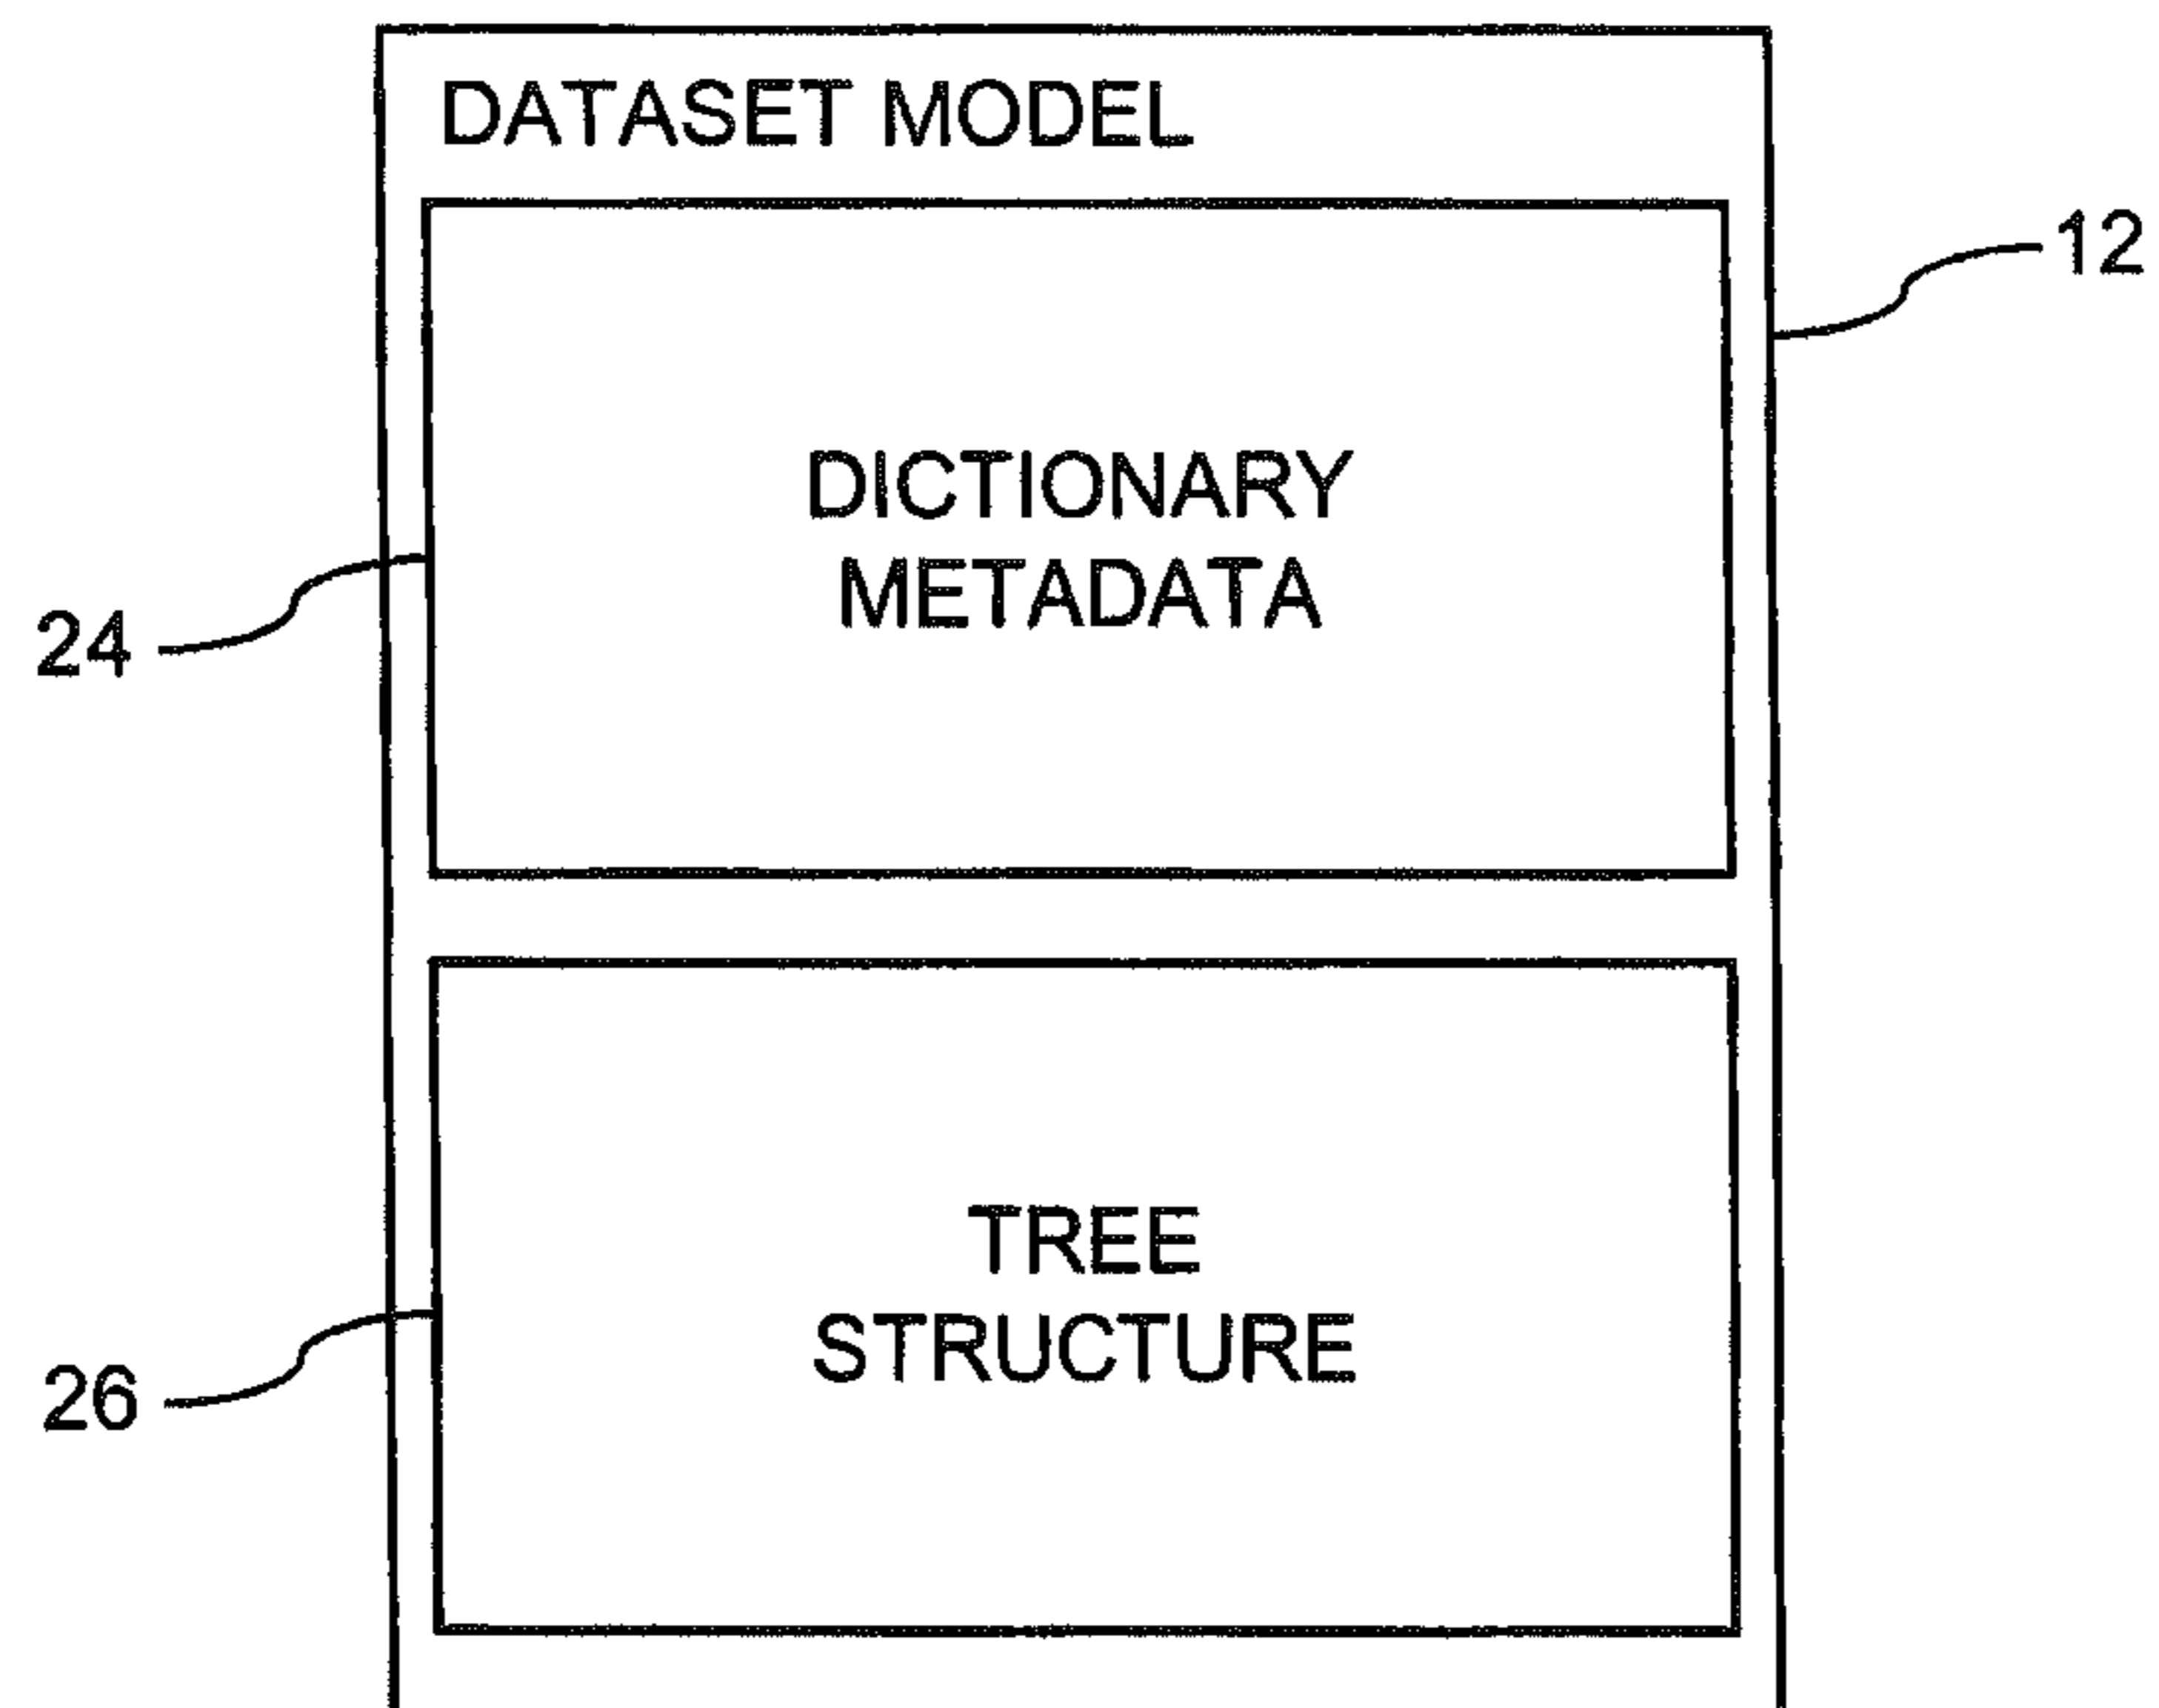 DATASET MODEL
12
DICTIONARY
METADATA
24
TREE
STRUCTURE
26